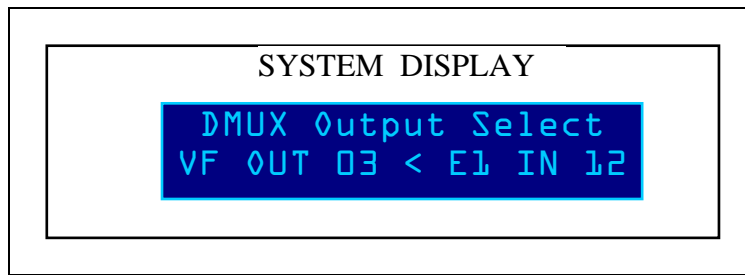 SYSTEM DISPLAY
DMUX Output Select
VF OUT 03 < E1 IN 12